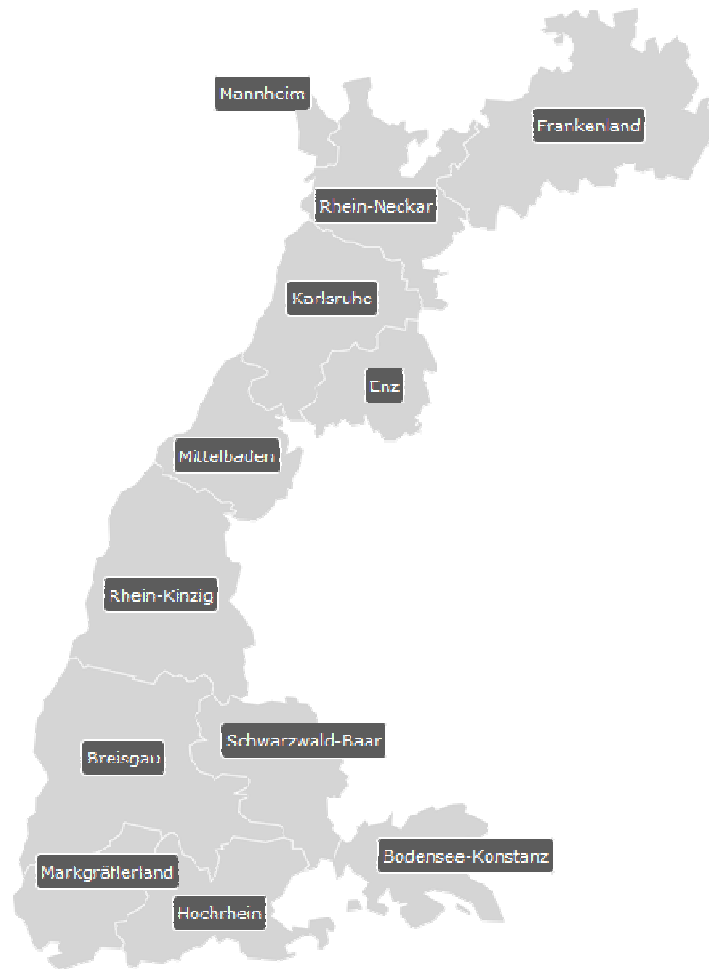 Mannheim
Frankenland
Rhein-Neckar
Karlsruhe
Enz
Mittelbaden
Rhein-Kinzig
Schwarzwald-Baar
Breisgau
Bodensee-Konstanz
Markgräflerland
Hochrhein